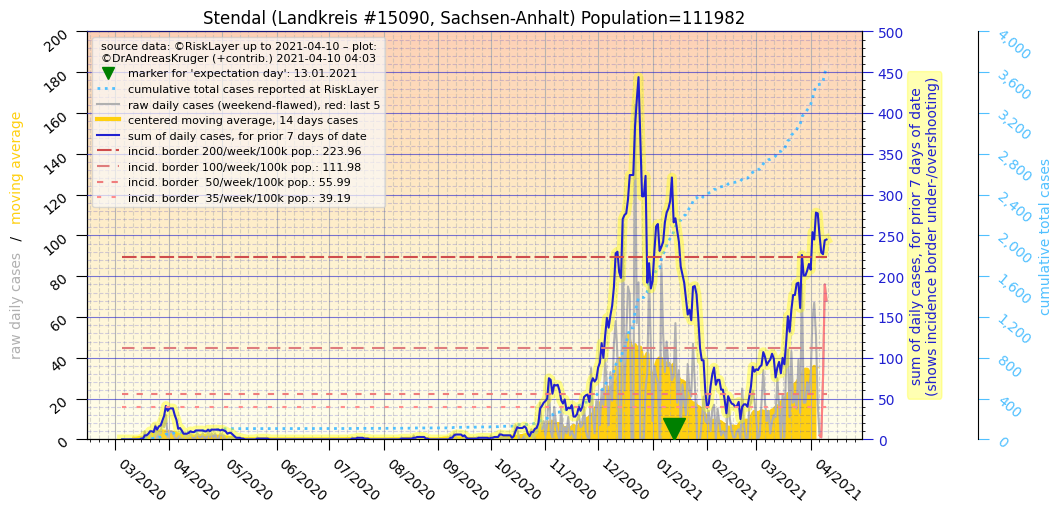 Stendal (Landkreis #15090, Sachsen-Anhalt) Population=111982
source data: ©RiskLayer up to 2021-04-10 – plot:
©DrAndreasKruger (+contrib.) 2021-04-10 04:03
marker for 'expectation day': 13.01.2021
cumulative total cases reported at RiskLayer
raw daily cases (weekend-flawed), red: last 5
centered moving average, 14 days cases
sum of daily cases, for prior 7 days of date
incid. border 200/week/100k pop.: 223.96
incid. border 100/week/100k pop.: 111.98
incid. border  50/week/100k pop.: 55.99
incid. border  35/week/100k pop.: 39.19
raw daily cases / moving average
200
180
160
140
120
100
80
60
40
20
0
03/2020
04/2020
05/2020
06/2020
07/2020
08/2020
09/2020
10/2020
11/2020
12/2020
01/2021
02/2021
03/2021
04/2021
500
450
400
350
300
250
200
150
100
50
0
sum of daily cases, for prior 7 days of date
(shows incidence border under-/overshooting)
4,000
3,600
3,200
2,800
2,400
2,000
1,600
1,200
800
400
0
cumulative total cases